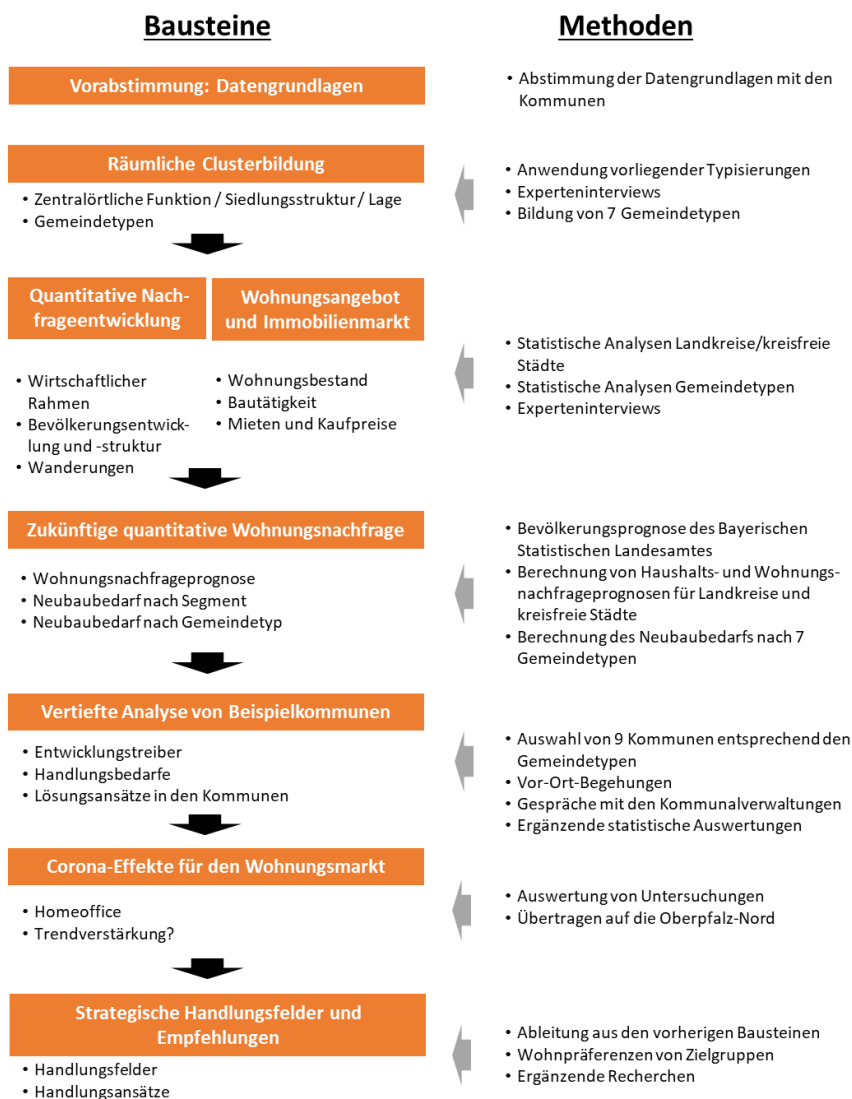 Bausteine
Methoden
Vorabstimmung: Datengrundlagen
• Abstimmung der Datengrundlagen mit den
Kommunen
Räumliche Clusterbildung
• Zentralörtliche Funktion / Siedlungsstruktur / Lage
• Gemeindetypen
• Anwendung vorliegender Typisierungen
• Experteninterviews
• Bildung von 7 Gemeindetypen
Quantitative Nach-
frageentwicklung
Wohnungsangebot
und Immobilienmarkt
• Wirtschaftlicher
Rahmen
• Bevölkerungsentwick-
lung und -struktur
• Wanderungen
• Wohnungsbestand
• Bautätigkeit
• Mieten und Kaufpreise
• Statistische Analysen Landkreise/kreisfreie
Städte
• Statistische Analysen Gemeindetypen
• Experteninterviews
Zukünftige quantitative Wohnungsnachfrage
• Wohnungsnachfrageprognose
• Neubaubedarf nach Segment
• Neubaubedarf nach Gemeindetyp
• Bevölkerungsprognose des Bayerischen
Statistischen Landesamtes
• Berechnung von Haushalts- und Wohnungs-
nachfrageprognosen für Landkreise und
kreisfreie Städte
• Berechnung des Neubaubedarfs nach 7
Gemeindetypen
Vertiefte Analyse von Beispielkommunen
• Entwicklungstreiber
• Handlungsbedarfe
• Lösungsansätze in den Kommunen
• Auswahl von 9 Kommunen entsprechend den
Gemeindetypen
• Vor-Ort-Begehungen
• Gespräche mit den Kommunalverwaltungen
• Ergänzende statistische Auswertungen
Corona-Effekte für den Wohnungsmarkt
• Homeoffice
• Trendverstärkung?
• Auswertung von Untersuchungen
• Übertragen auf die Oberpfalz-Nord
Strategische Handlungsfelder und
Empfehlungen
• Handlungsfelder
• Handlungsansätze
• Ableitung aus den vorherigen Bausteinen
• Wohnpräferenzen von Zielgruppen
• Ergänzende Recherchen